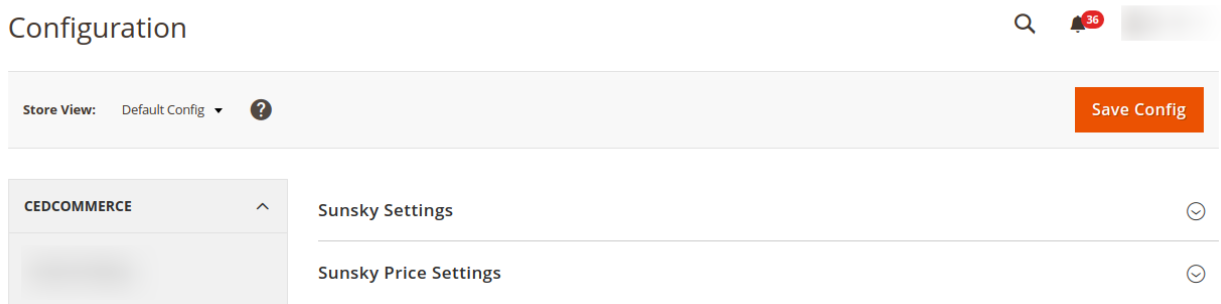 Configuration
36
Store View: Default Config ?
Save Config
CEDCOMMERCE
Sunsky Settings
Sunsky Price Settings